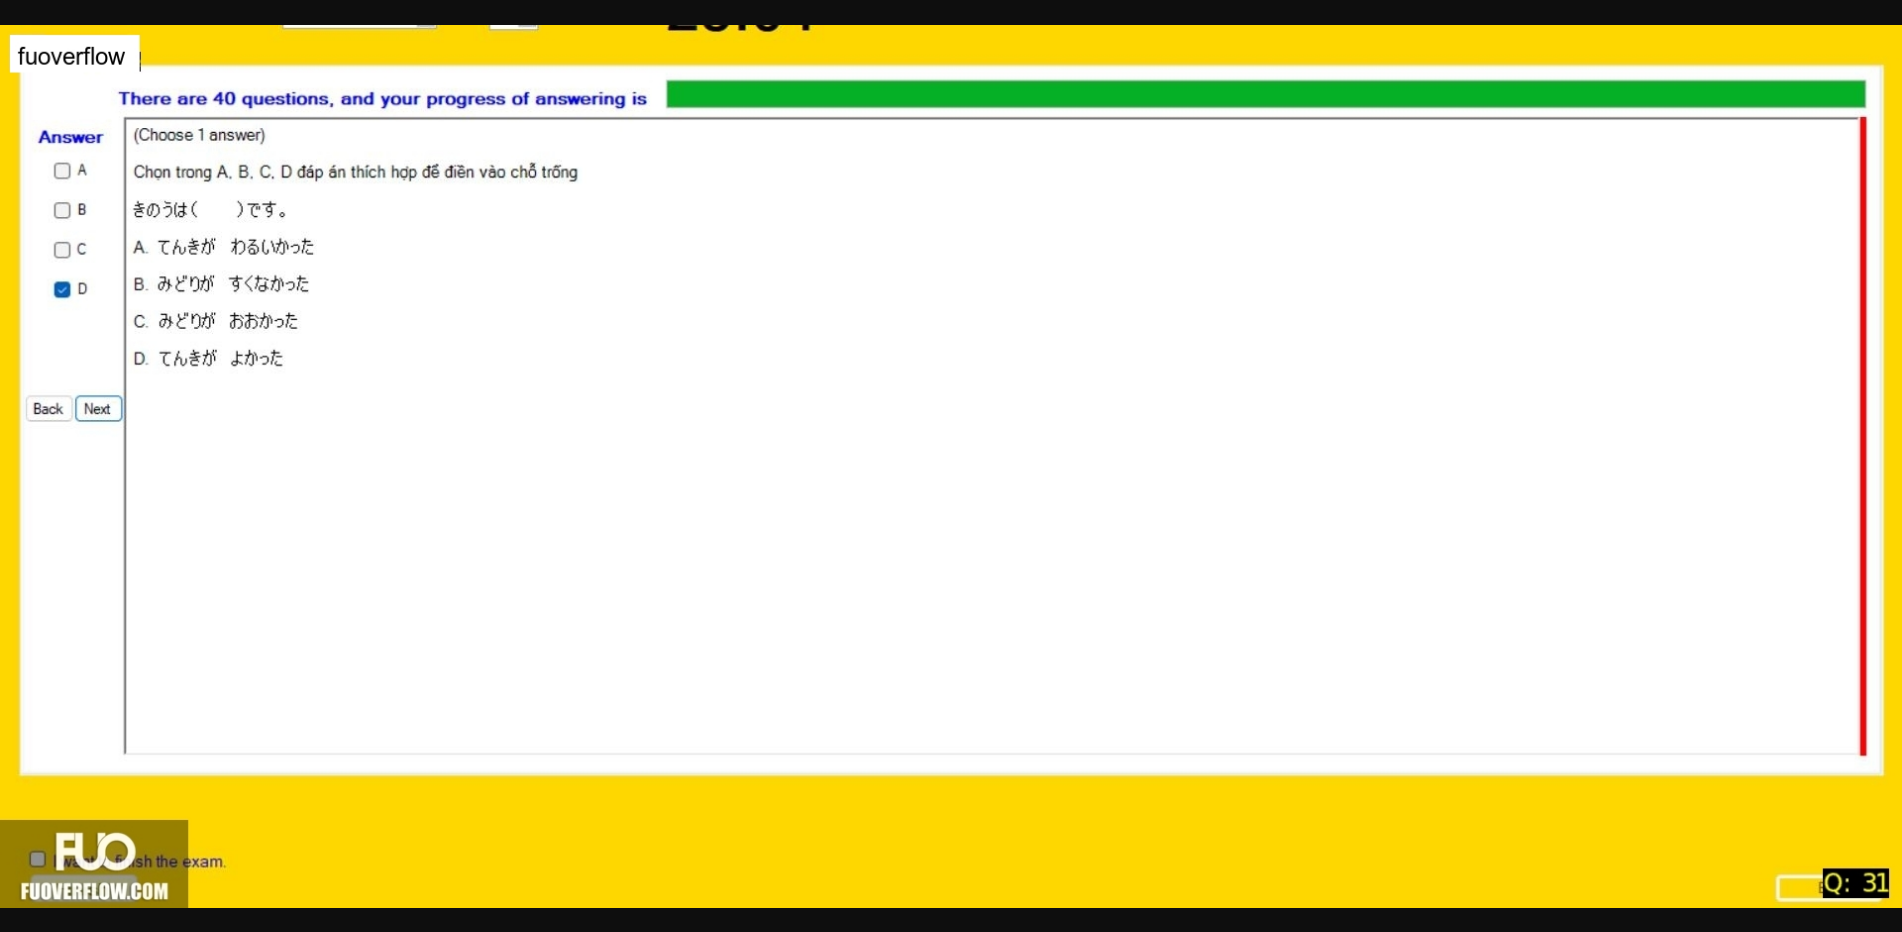 fuoverflow
There are 40 questions, and your progress of answering is
Answer
(Choose 1 answer)
A
Chọn trong A, B, C, D đáp án thích hợp để điền vào chỗ trống
B
きのうは(　　)です。
C
A. てんきが わるいかった
D
B. みどりが すくなかった
C. みどりが おおかった
D. てんきが よかった
Back Next
FUO
finish the exam.
FUOVERFLOW.COM
Q: 31